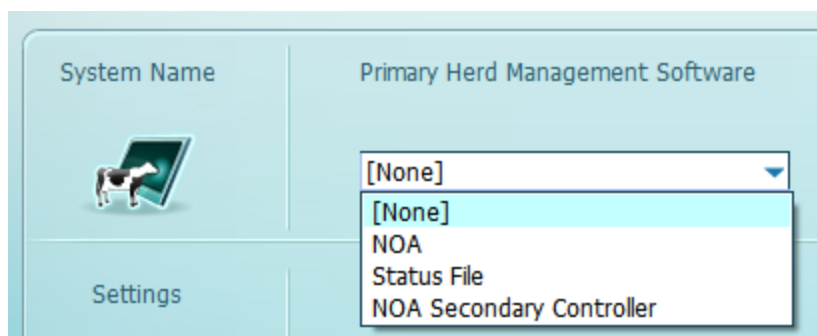 System Name
Primary Herd Management Software
[None]
[None]
NOA
Status File
NOA Secondary Controller
Settings